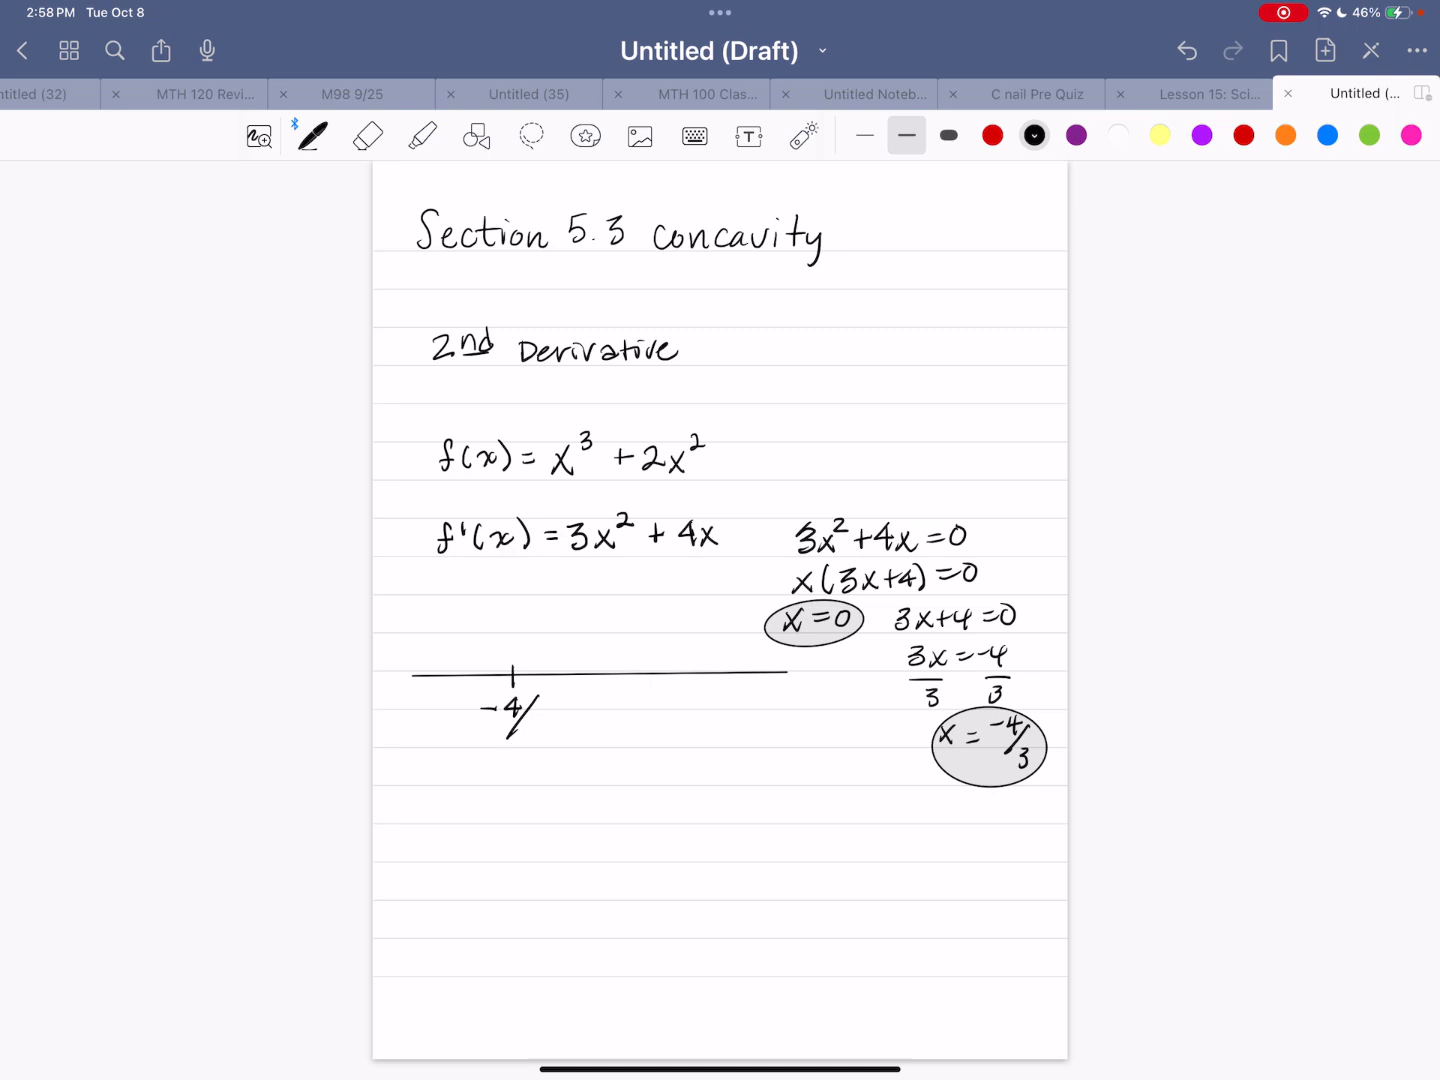 2:58 PM Tue Oct 8
46%
Untitled (Draft)
ntitled (32)
MTH 120 Revi...
M98 9/25
Untitled (35)
MTH 100 Clas...
Untitled Noteb...
C nail Pre Quiz
Lesson 15: Sci...
Untitled (...
T
Section 5.3 concavity
2nd Derivative
f(x) = x³ + 2x²
f'(x) = 3x² + 4x
3x² + 4x = 0
x(3x+4) = 0
x = 0
3x+4 = 0
3x = -4
3 3
x = -4/3
-4/